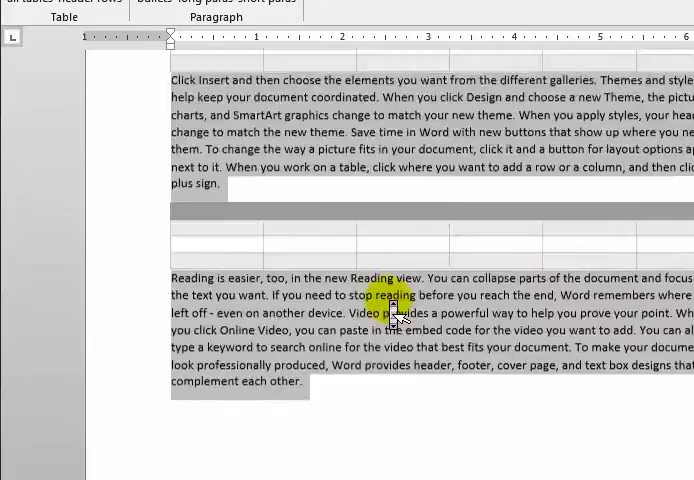 all tables-header rows bullets-long paras-short paras
Table Paragraph
1 1 2 3 4 5 6
Click Insert and then choose the elements you want from the different galleries. Themes and style
help keep your document coordinated. When you click Design and choose a new Theme, the pictu
charts, and SmartArt graphics change to match your new theme. When you apply styles, your hea
change to match the new theme. Save time in Word with new buttons that show up where you ne
them. To change the way a picture fits in your document, click it and a button for layout options ap
next to it. When you work on a table, click where you want to add a row or a column, and then clic
plus sign.
Reading is easier, too, in the new Reading view. You can collapse parts of the document and focus
the text you want. If you need to stop reading before you reach the end, Word remembers where
left off - even on another device. Video provides a powerful way to help you prove your point. Wh
you click Online Video, you can paste in the embed code for the video you want to add. You can al
type a keyword to search online for the video that best fits your document. To make your docume
look professionally produced, Word provides header, footer, cover page, and text box designs tha
complement each other.